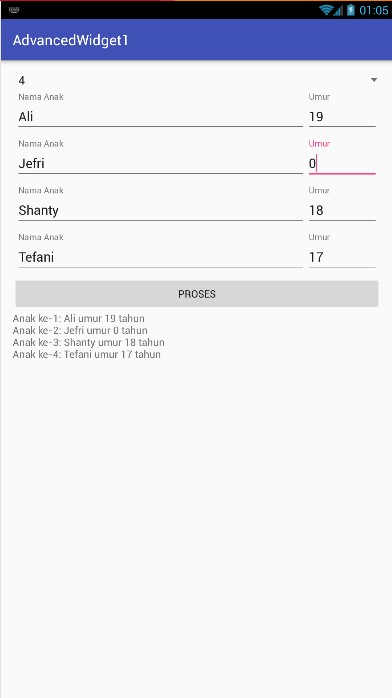 01:05
AdvancedWidget1
4
Nama Anak Umur
Ali 19
Nama Anak Umur
Jefri 0
Nama Anak Umur
Shanty 18
Nama Anak Umur
Tefani 17
PROSES
Anak ke-1: Ali umur 19 tahun
Anak ke-2: Jefri umur 0 tahun
Anak ke-3: Shanty umur 18 tahun
Anak ke-4: Tefani umur 17 tahun